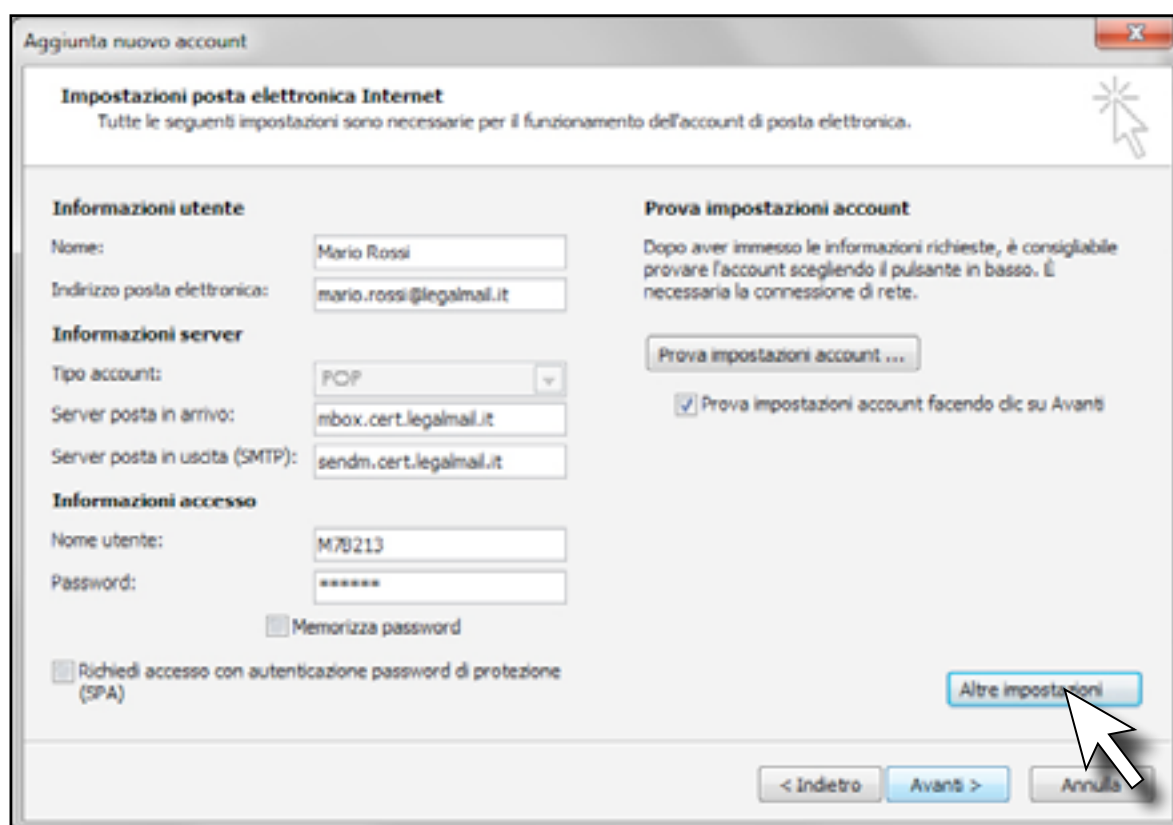 Aggiunta nuovo account
Impostazioni posta elettronica Internet
Tutte le seguenti impostazioni sono necessarie per il funzionamento dell'account di posta elettronica.
Informazioni utente
Nome:
Mario Rossi
Indirizzo posta elettronica:
mario.rossi@legalmail.it
Informazioni server
Tipo account:
POP
Server posta in arrivo:
mbox.cert.legalmail.it
Server posta in uscita (SMTP):
sendm.cert.legalmail.it
Informazioni accesso
Nome utente:
M78213
Password:
******
Memorizza password
Richiedi accesso con autenticazione password di protezione
(SPA)
Prova impostazioni account
Dopo aver immesso le informazioni richieste, è consigliabile
provare l'account scegliendo il pulsante in basso. È
necessaria la connessione di rete.
Prova impostazioni account ...
Prova impostazioni account facendo clic su Avanti
Altre impostazioni
< Indietro
Avanti >
Annulla